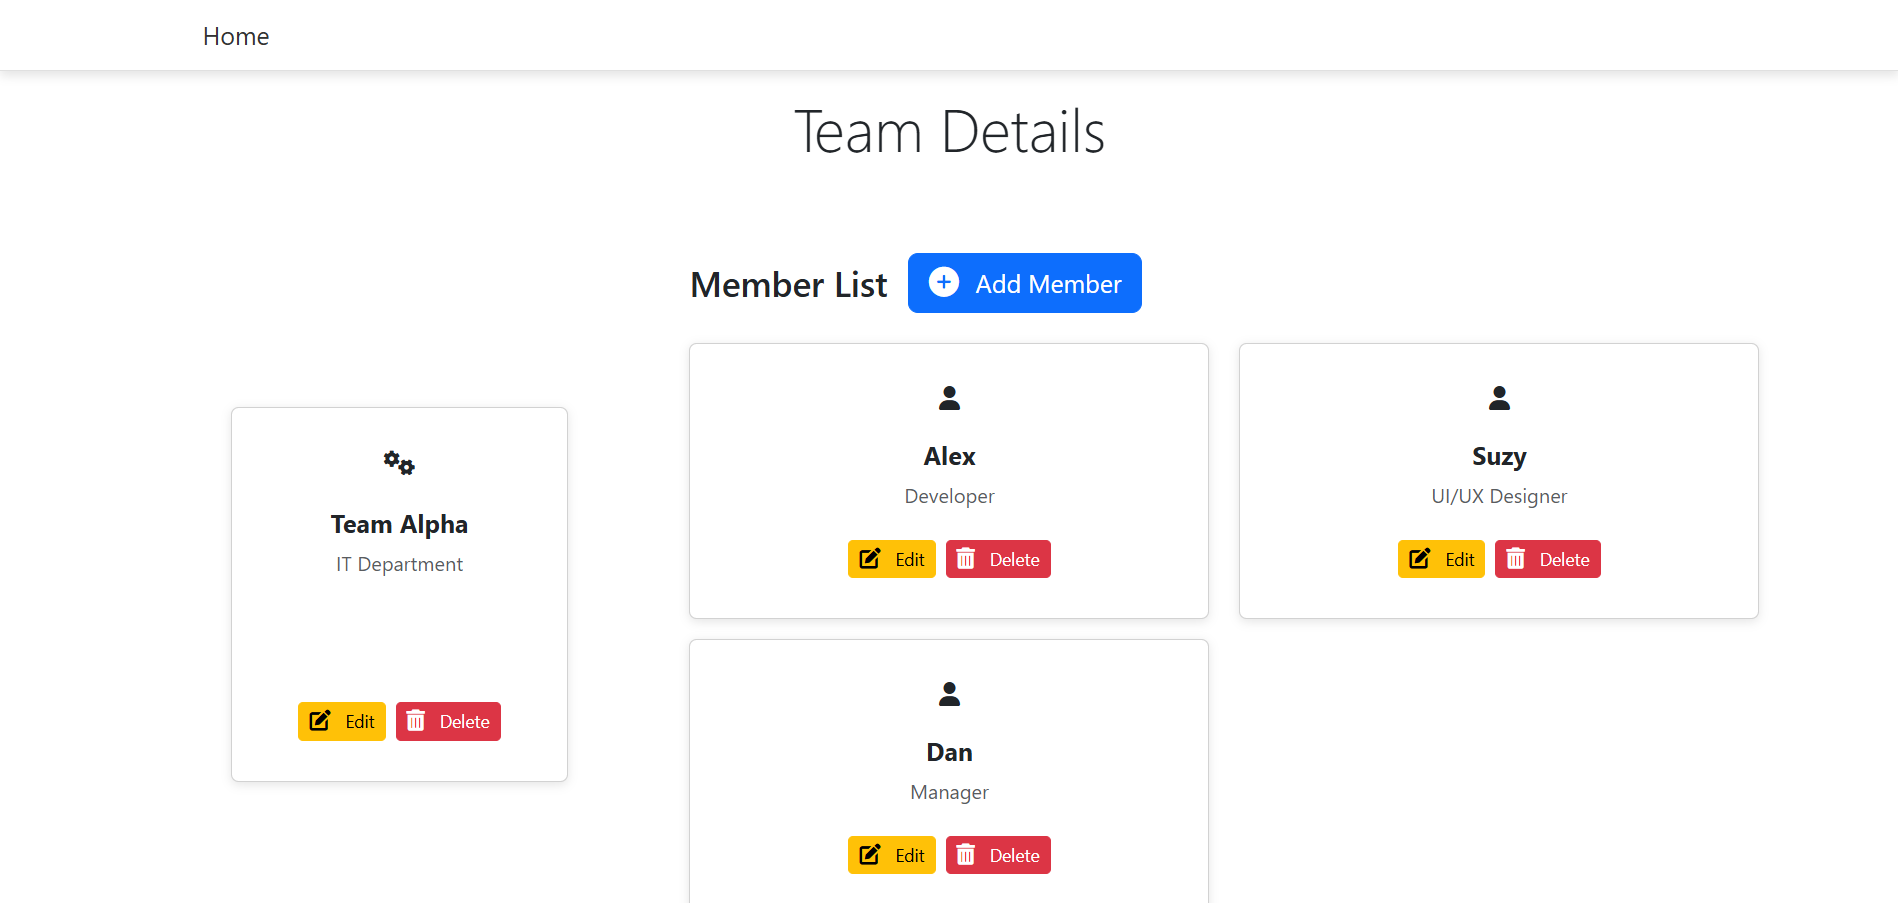 Home
Team Details
Member List
Add Member
Team Alpha
IT Department
Edit Delete
Alex
Developer
Edit Delete
Suzy
UI/UX Designer
Edit Delete
Dan
Manager
Edit Delete